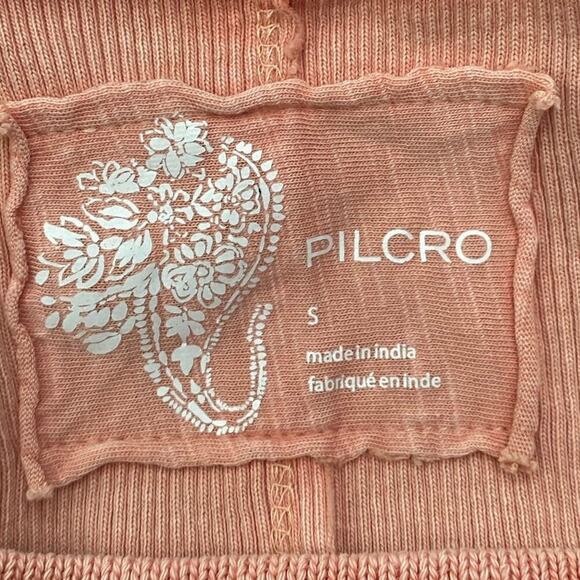 PILCRO
S
made in india
fabriqué en inde